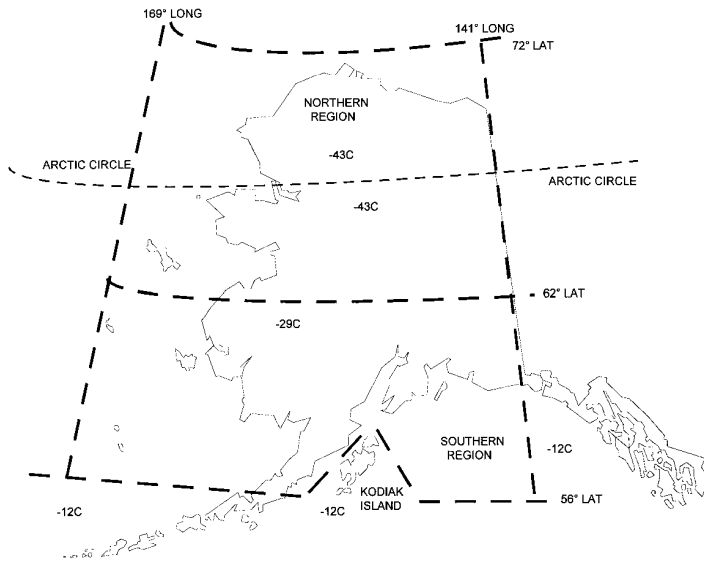 169° LONG
141° LONG
72° LAT
NORTHERN
REGION
-43C
ARCTIC CIRCLE
ARCTIC CIRCLE
-43C
62° LAT
-29C
SOUTHERN
REGION
-12C
KODIAK
ISLAND
56° LAT
-12C
-12C